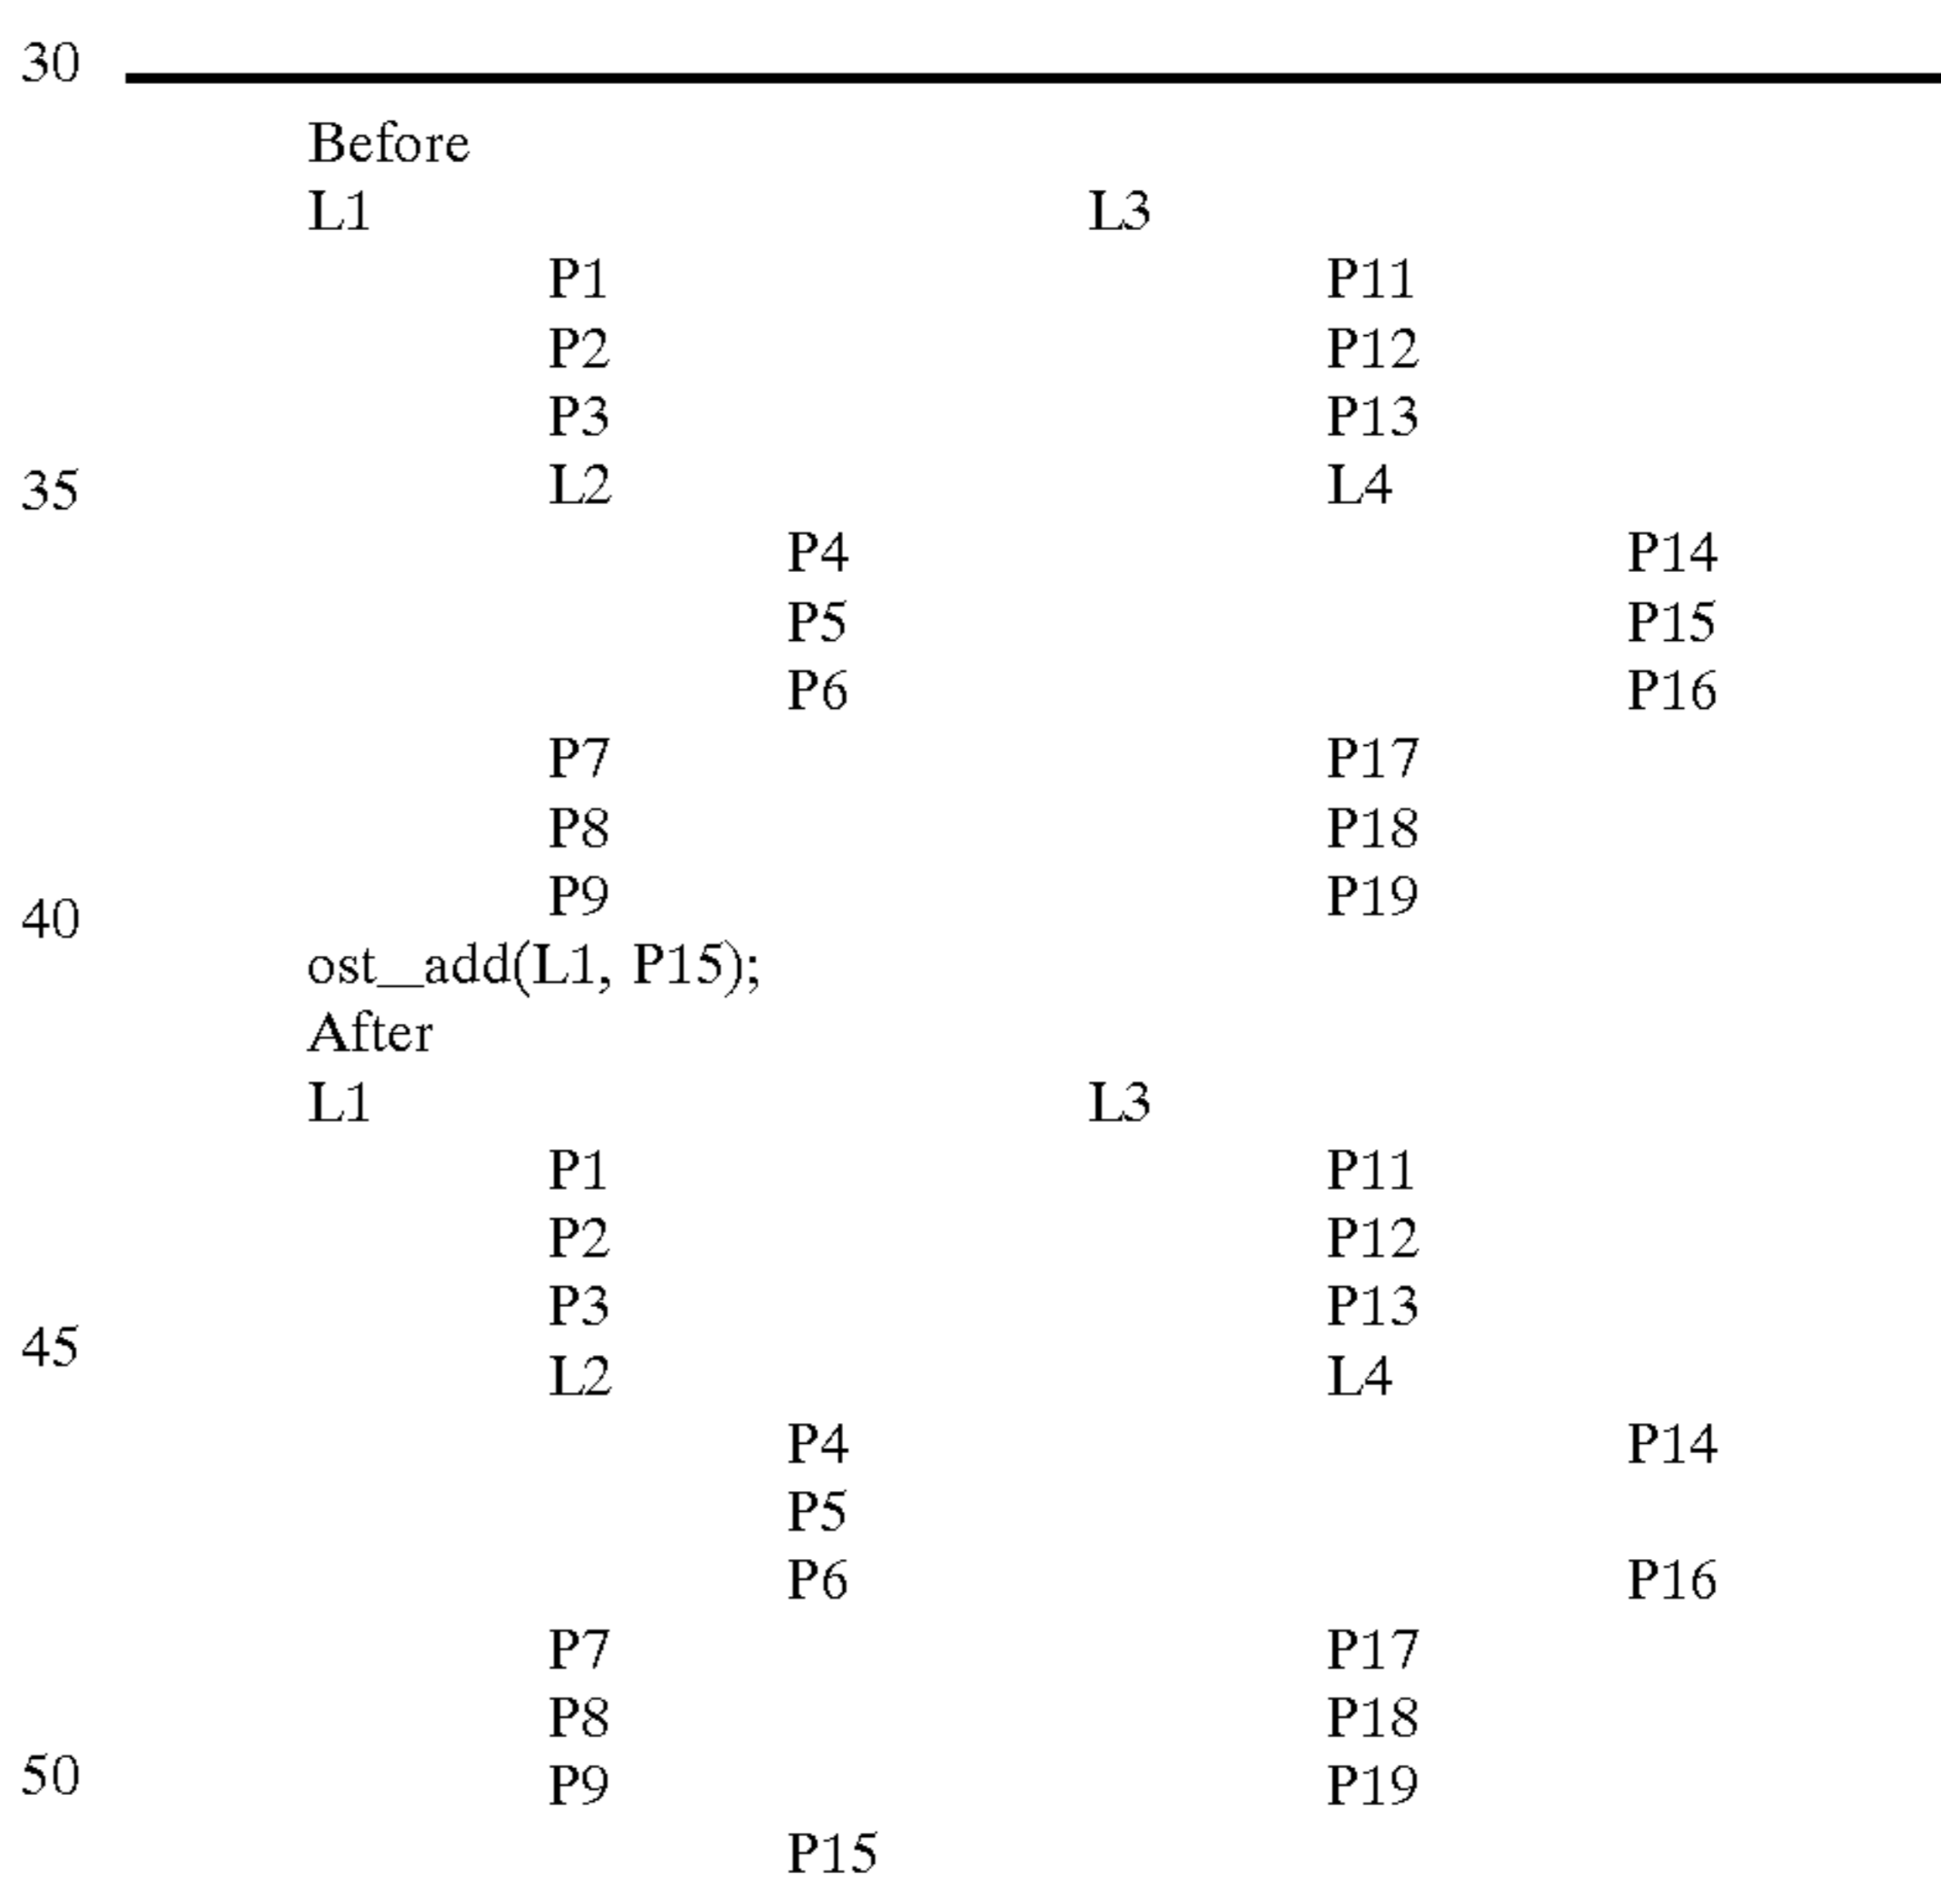 30
Before
L1 L3
P1 P11
P2 P12
P3 P13
35 L2 L4
P4 P14
P5 P15
P6 P16
P7 P17
P8 P18
P9 P19
40
ost__add(L1, P15);
After
L1 L3
P1 P11
P2 P12
P3 P13
45
L2 L4
P4 P14
P5
P6 P16
P7 P17
P8 P18
50 P9 P19
P15